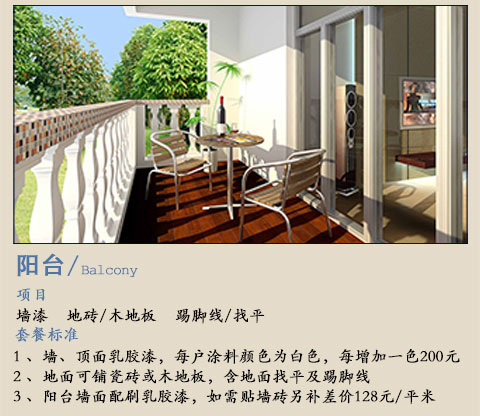 阳台/Balcony
项目
墙漆 地砖/木地板 踢脚线/找平
套餐标准
1、墙、顶面乳胶漆，每户涂料颜色为白色，每增加一色200元
2、地面可铺瓷砖或木地板，含地面找平及踢脚线
3、阳台墙面配刷乳胶漆，如需贴墙砖另补差价128元/平米